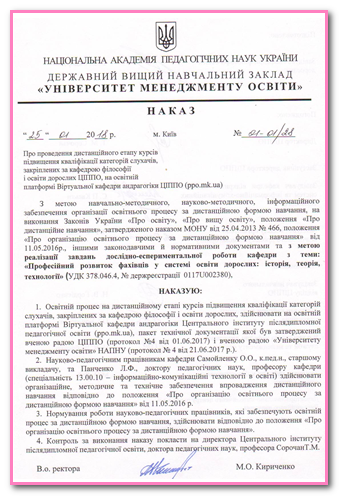 НАЦІОНАЛЬНА АКАДЕМІЯ ПЕДАГОГІЧНИХ НАУК УКРАЇНИ
ДЕРЖАВНИЙ ВИЩИЙ НАВЧАЛЬНИЙ ЗАКЛАД
«УНІВЕРСИТЕТ МЕНЕДЖМЕНТУ ОСВІТИ»
НАКАЗ
"25" 01 2018 р. м. Київ № 01-01/28
Про проведення дистанційного етапу курсів
підвищення кваліфікації категорій слухачів,
закріплених за кафедрою філософії
і освіти дорослих, на освітній
платформі Віртуальної кафедри андрагогіки ЦІППО (ppo.mk.ua)
З метою навчально-методичного, науково-методичного, інформаційного
забезпечення організації освітнього процесу за дистанційною формою навчання, на
виконання Законів України «Про освіту», «Про вищу освіту», положення «Про
дистанційне навчання», затвердженого наказом МОНУ від 25.04.2013 № 466, положення
«Про організацію освітнього процесу за дистанційною формою навчання» від
11.05.2016р., іншими законодавчими й нормативними документами та з метою
реалізації завдань дослідно-експериментальної роботи кафедри з теми:
«Професійний розвиток фахівців у системі освіти дорослих: історія, теорія,
технології» (УДК 378.046.4, № держреєстрації 0117U002380),
НАКАЗУЮ:
1. Освітній процес на дистанційному етапі курсів підвищення кваліфікації категорій
слухачів, закріплених за кафедрою філософії і освіти дорослих, здійснювати на освітній
платформі Віртуальної кафедри андрагогіки Центрального інституту післядипломної
педагогічної освіти (ppo.mk.ua), пакет технічної документації якої був затверджений
вченою радою ЦІППО (протокол №4 від 01.06.2017) і вченою радою «Університету
менеджменту освіти» НАПНУ (протокол № 4 від 21.06.2017 р.).
2. Науково-педагогічним працівникам кафедри Самойленку О.О., к.пед.н., старшому
викладачу, та Панченко Л.Ф., доктору педагогічних наук, професору кафедри
(спеціальність 13.00.10 – інформаційно-комунікаційні технології в освіті) здійснювати
організаційне, методичне та технічне забезпечення впровадження дистанційного
навчання відповідно до положення «Про організацію освітнього процесу за
дистанційною формою навчання» від 11.05.2016 р.
3. Нормування роботи науково-педагогічних працівників, які забезпечують освітній
процес за дистанційною формою навчання, здійснювати відповідно до положення «Про
організацію освітнього процесу за дистанційною формою навчання».
4. Контроль за виконання наказу покласти на директора Центрального інституту
післядипломної педагогічної освіти, доктора педагогічних наук, професора СорочанТ.М.
В.о. ректора М.О. Кириченко